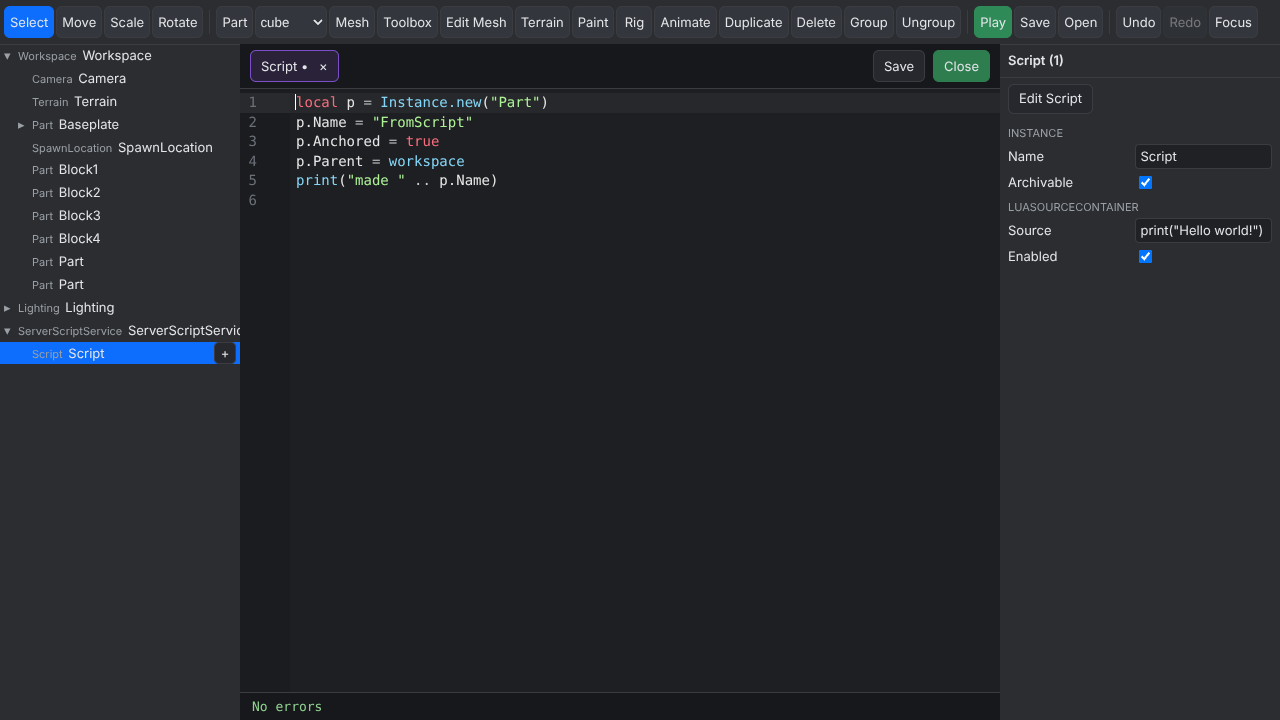 Select Move Scale Rotate Part cube Mesh Toolbox Edit Mesh Terrain Paint Rig Animate Duplicate Delete Group Ungroup Play Save Open Undo Redo Focus
▾ Workspace Workspace
Camera Camera
Terrain Terrain
▸ Part Baseplate
SpawnLocation SpawnLocation
Part Block1
Part Block2
Part Block3
Part Block4
Part Part
Part Part
▸ Lighting Lighting
▾ ServerScriptService ServerScriptServic
Script Script +
Script • × Save Close
1 local p = Instance.new("Part")
2 p.Name = "FromScript"
3 p.Anchored = true
4 p.Parent = workspace
5 print("made " .. p.Name)
6
No errors
Script (1)
Edit Script
INSTANCE
Name Script
Archivable
LUASOURCECONTAINER
Source print("Hello world!")
Enabled